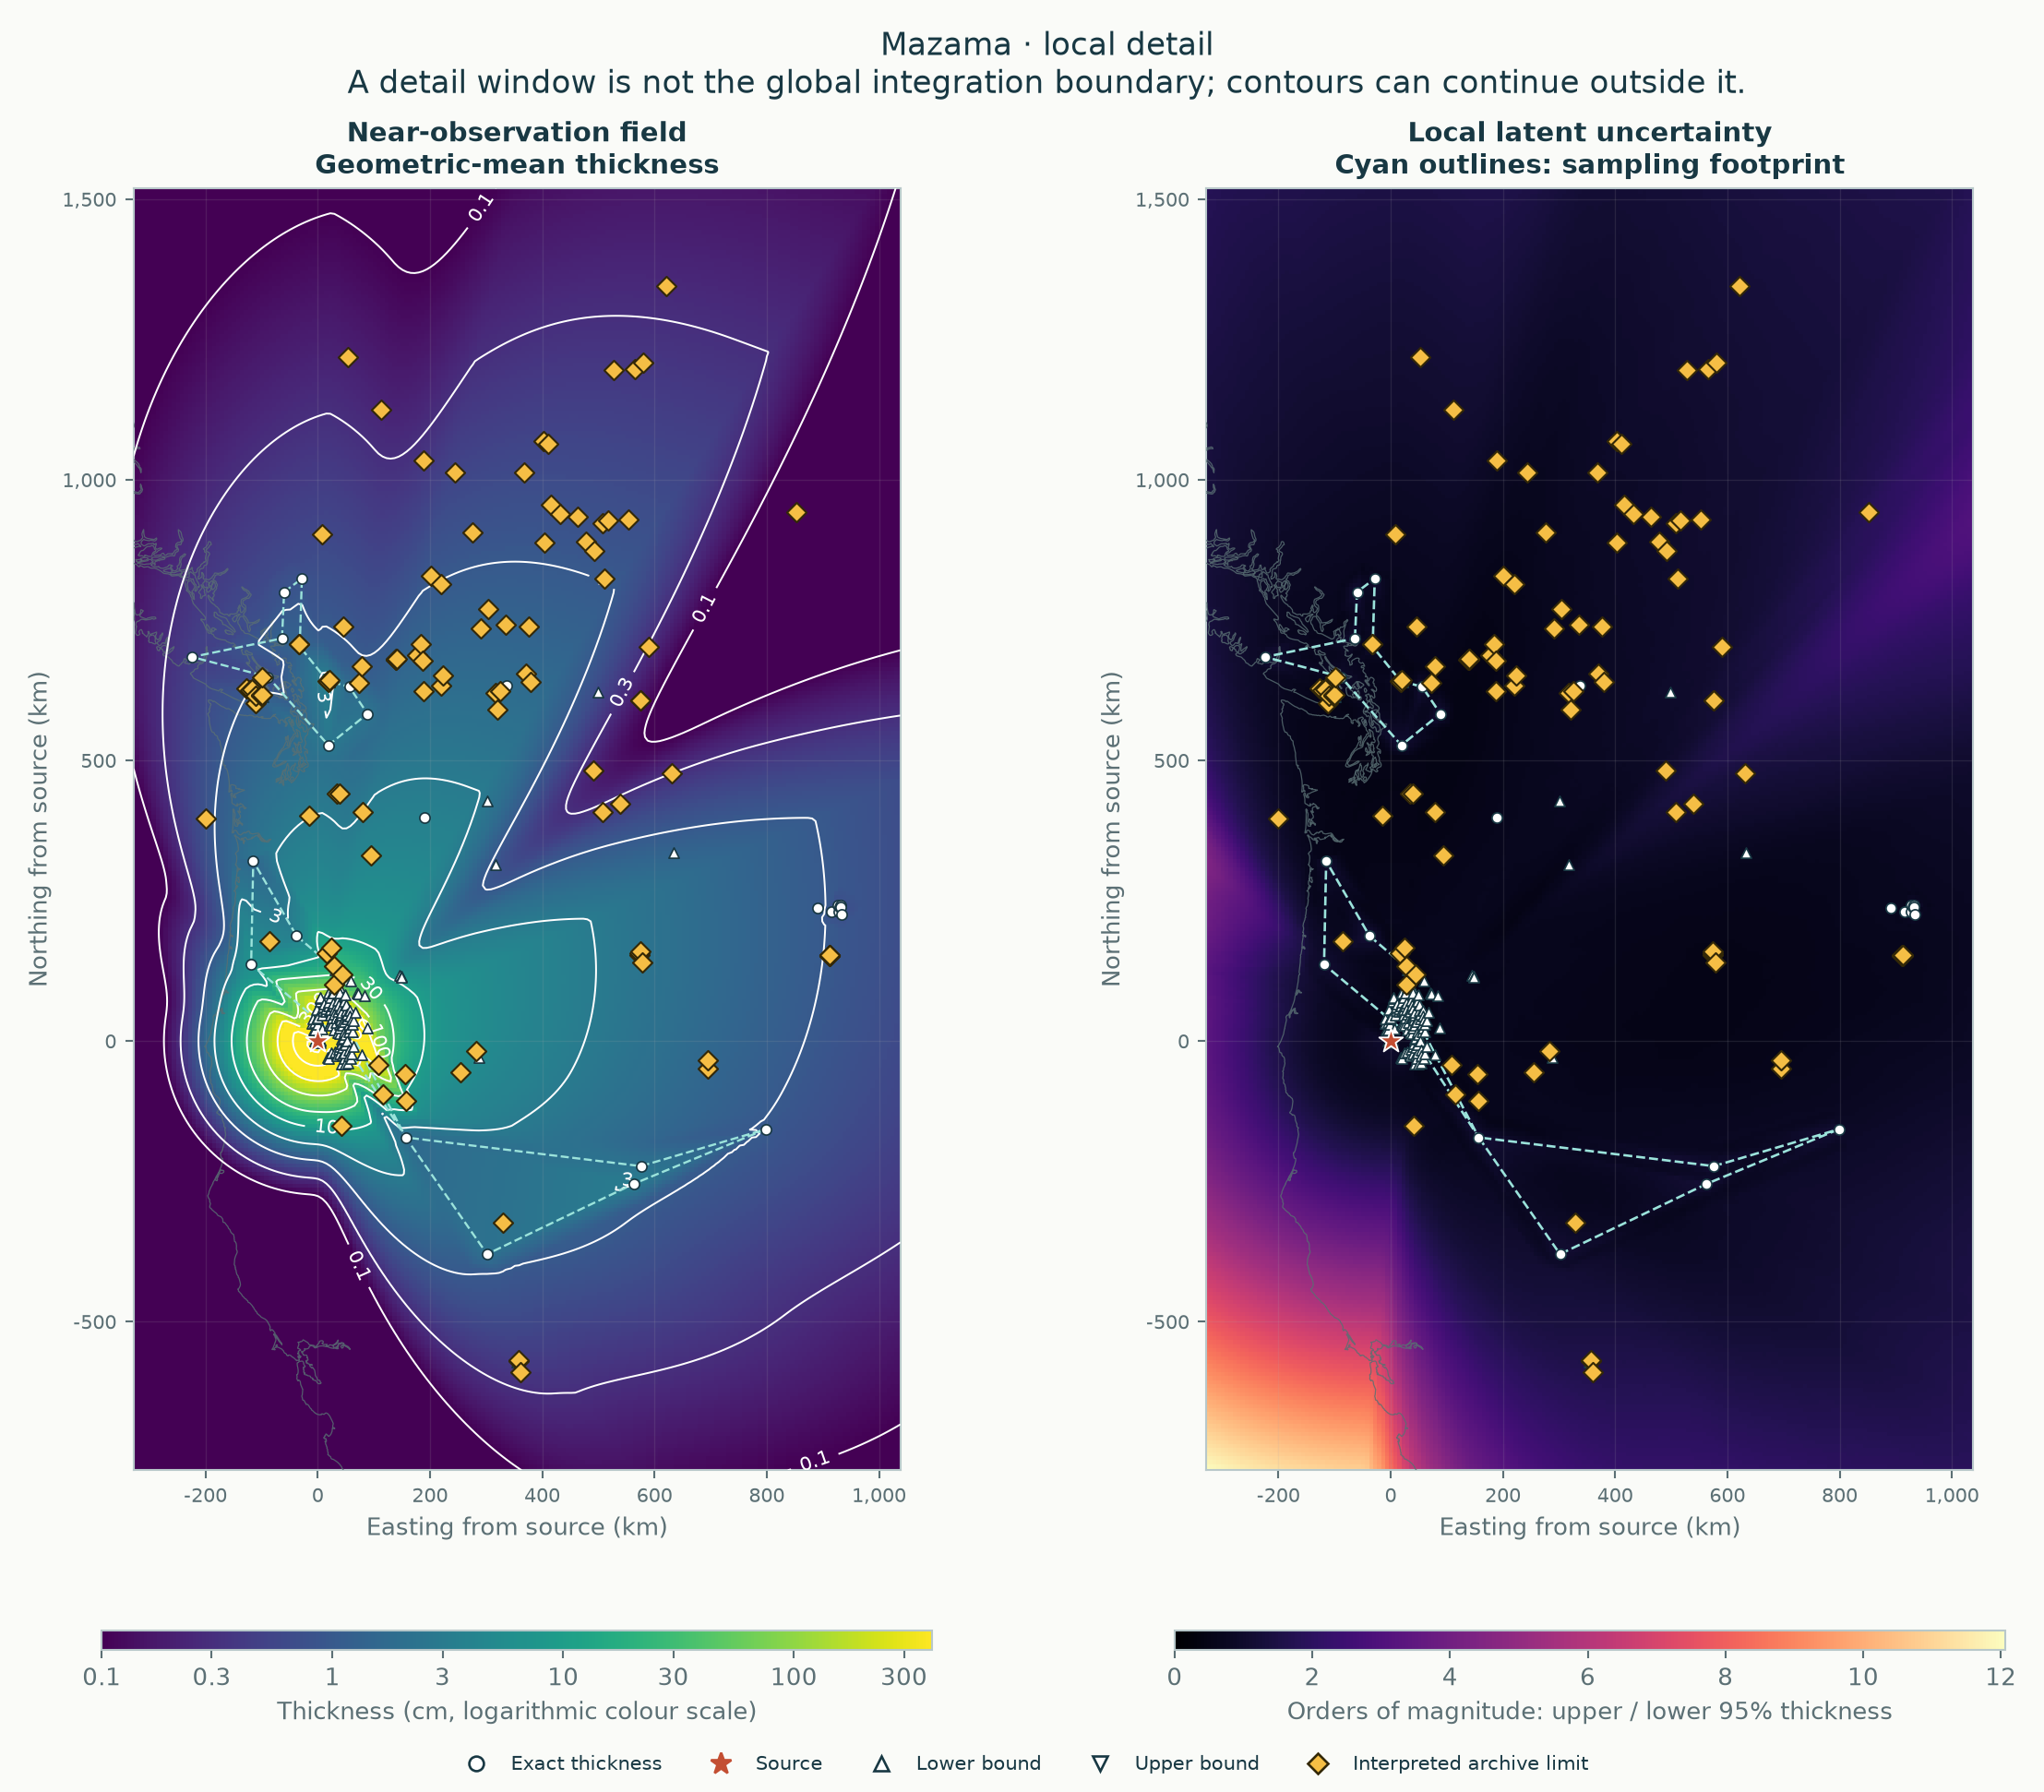 Mazama · local detail
A detail window is not the global integration boundary; contours can continue outside it.
Near-observation field
Geometric-mean thickness
Local latent uncertainty
Cyan outlines: sampling footprint
1,500
1,000
500
0
-500
Northing from source (km)
-200
0
200
400
600
800
1,000
Easting from source (km)
0.1
0.1
0.3
3
3
30
100
10
3
0.1
0.1
1,500
1,000
500
0
-500
Northing from source (km)
-200
0
200
400
600
800
1,000
Easting from source (km)
0.1
0.3
1
3
10
30
100
300
Thickness (cm, logarithmic colour scale)
0
2
4
6
8
10
12
Orders of magnitude: upper / lower 95% thickness
Exact thickness
Source
Lower bound
Upper bound
Interpreted archive limit